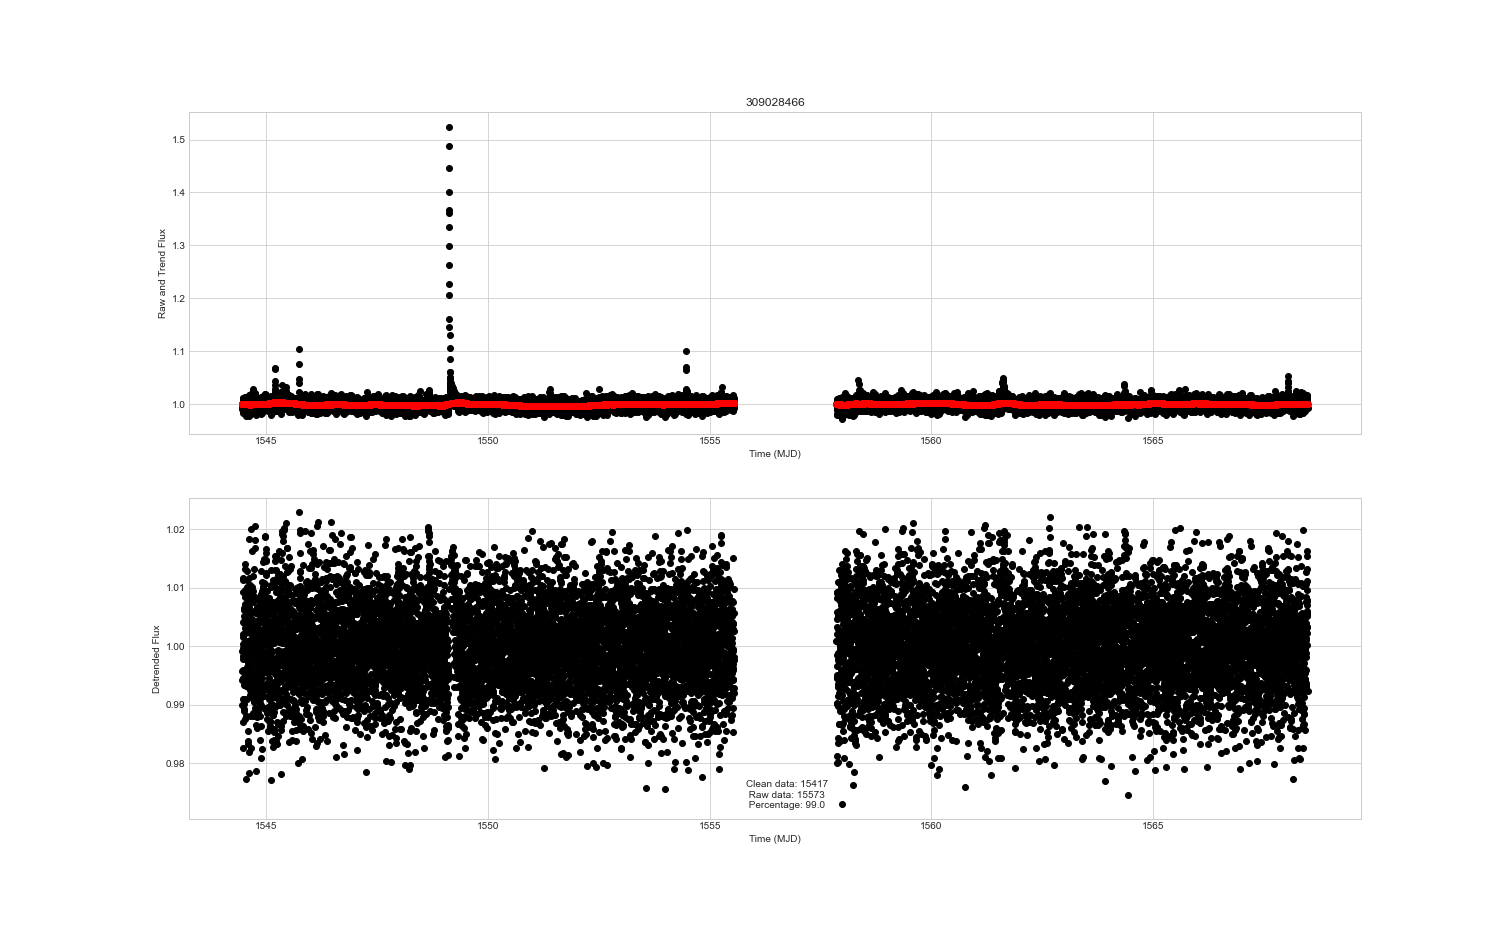 309028466
1.5
1.4
1.3
1.2
1.1
1.0
Raw and Trend Flux
1545 1550 1555 1560 1565
Time (MJD)
1.02
1.01
1.00
0.99
0.98
Detrended Flux
Clean data: 15417
Raw data: 15573
Percentage: 99.0
1545 1550 1555 1560 1565
Time (MJD)